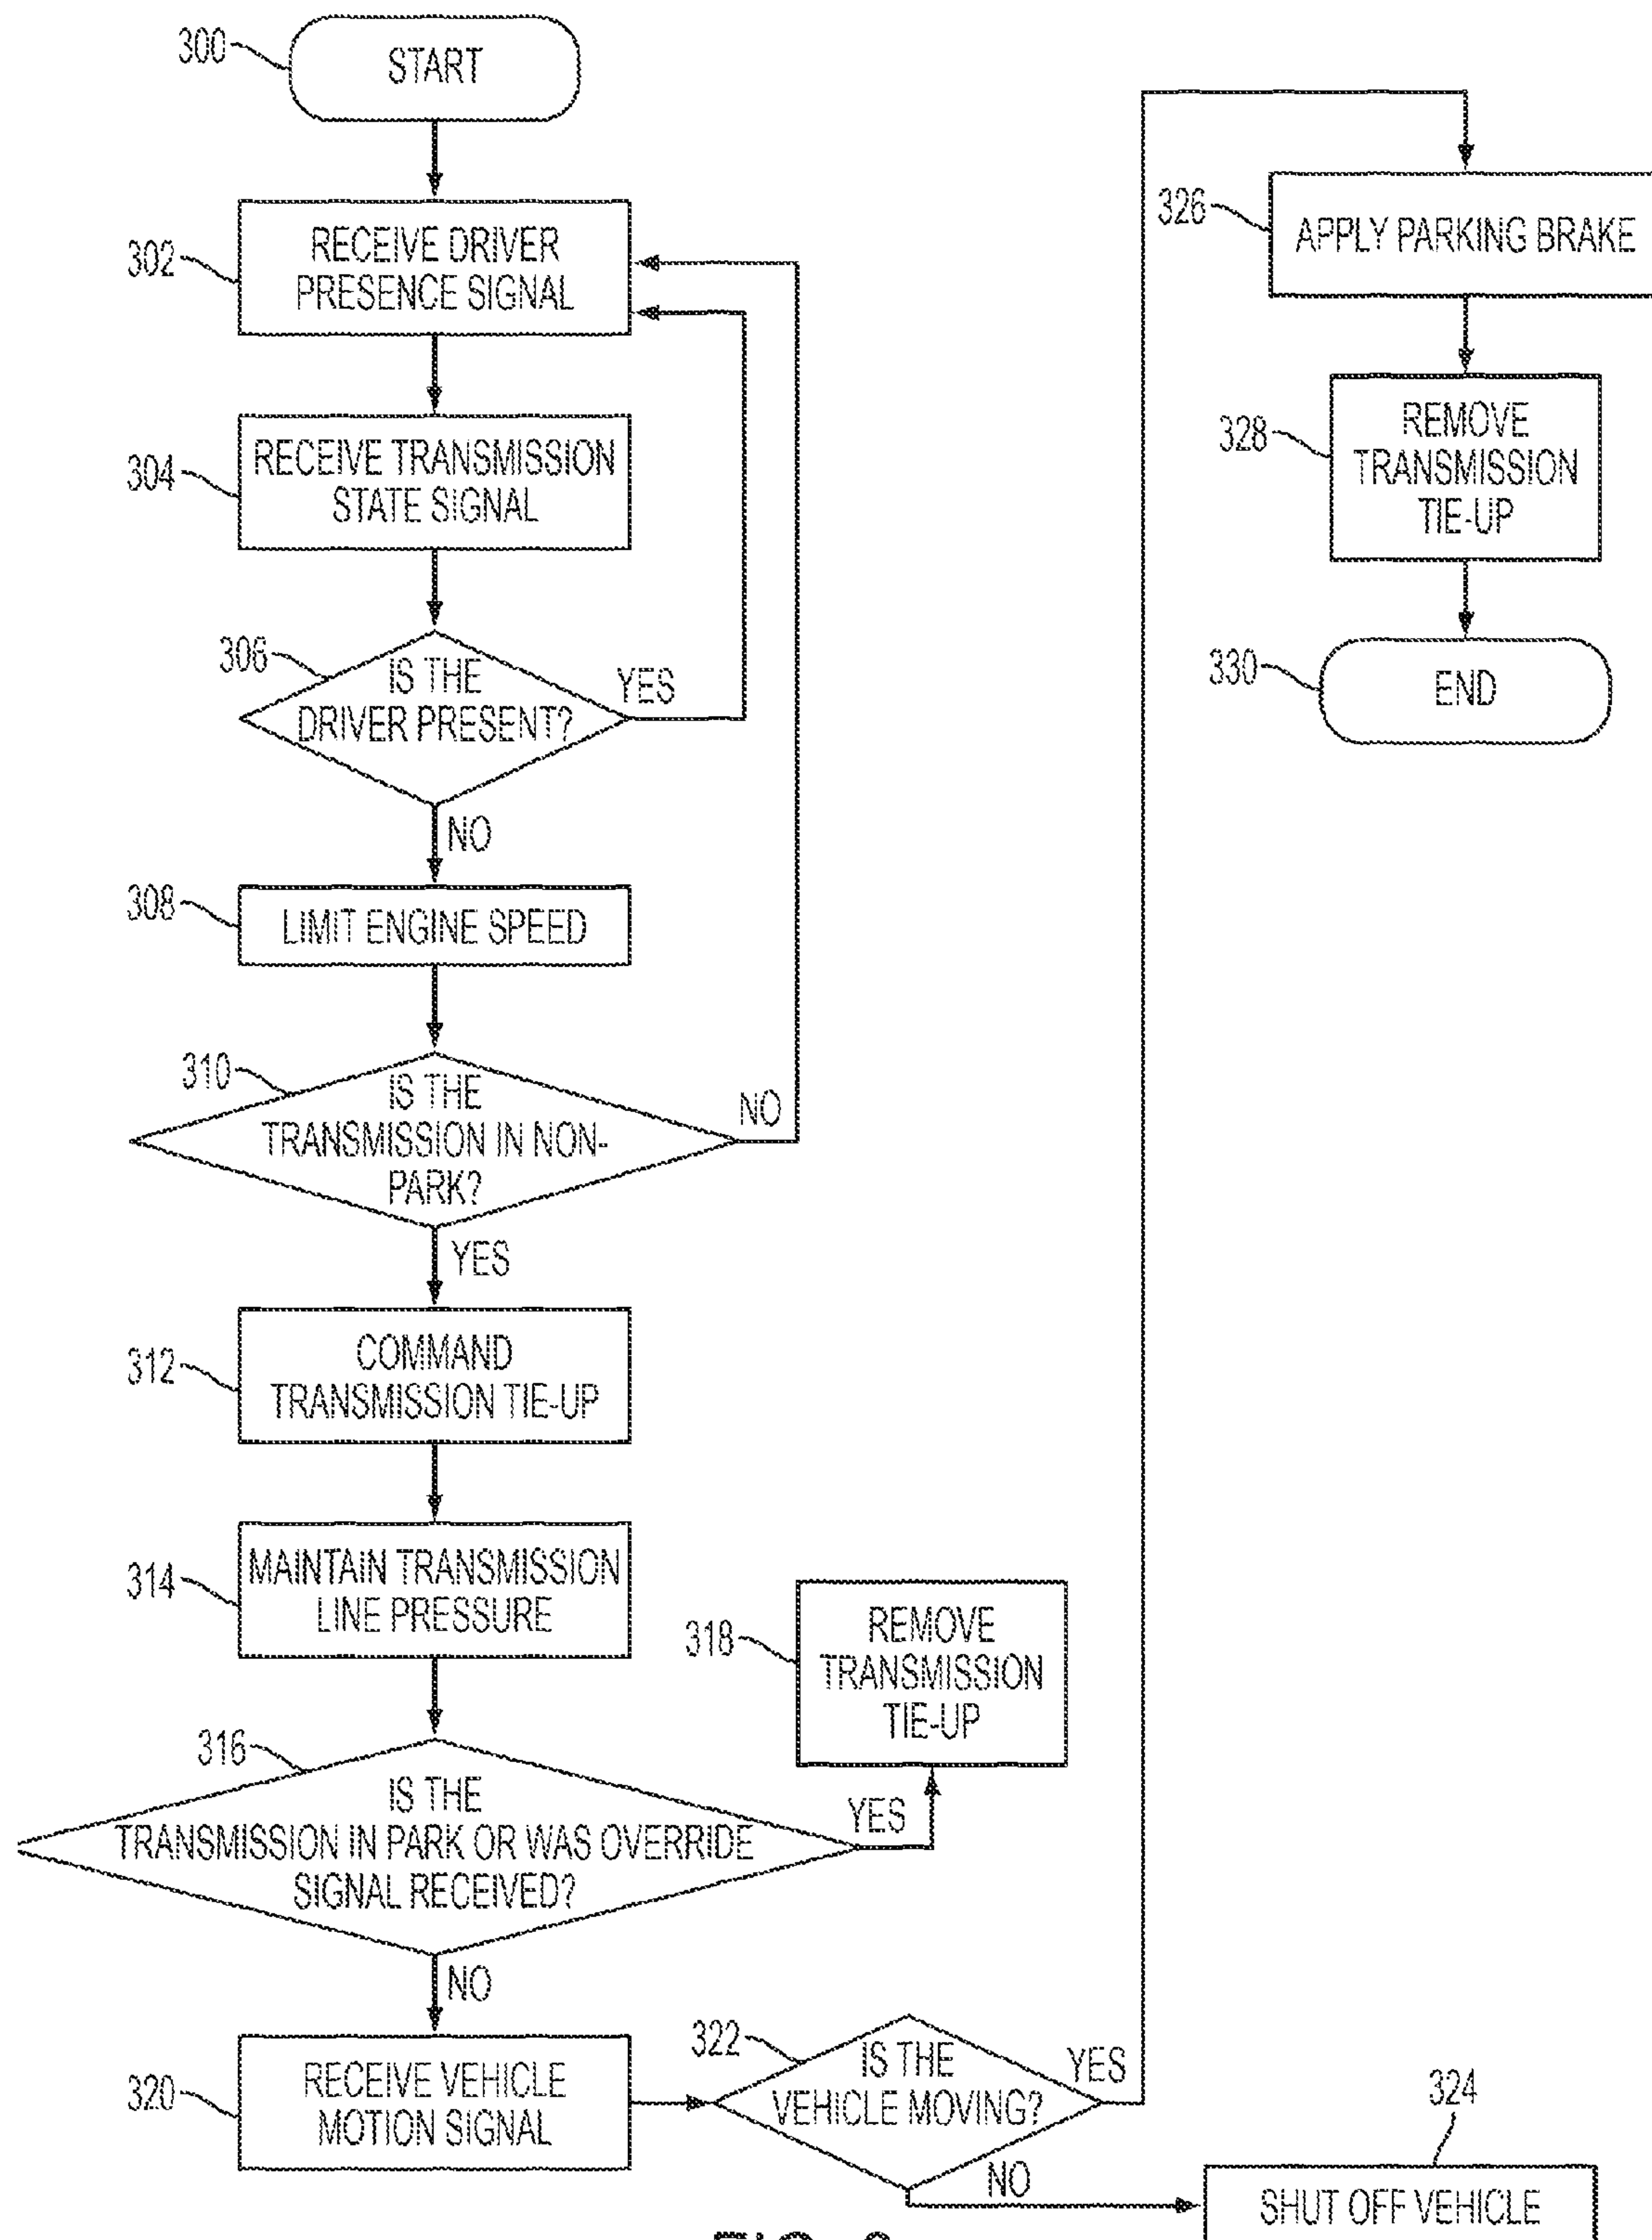 300
START
302
RECEIVE DRIVER
PRESENCE SIGNAL
304
RECEIVE TRANSMISSION
STATE SIGNAL
306
IS THE
DRIVER PRESENT?
YES
NO
308
LIMIT ENGINE SPEED
310
IS THE
TRANSMISSION IN NON-
PARK?
NO
YES
312
COMMAND
TRANSMISSION TIE-UP
314
MAINTAIN TRANSMISSION
LINE PRESSURE
316
IS THE
TRANSMISSION IN PARK OR WAS OVERRIDE
SIGNAL RECEIVED?
YES
318
REMOVE
TRANSMISSION
TIE-UP
NO
320
RECEIVE VEHICLE
MOTION SIGNAL
322
IS THE
VEHICLE MOVING?
YES
NO
324
SHUT OFF VEHICLE
326
APPLY PARKING BRAKE
328
REMOVE
TRANSMISSION
TIE-UP
330
END